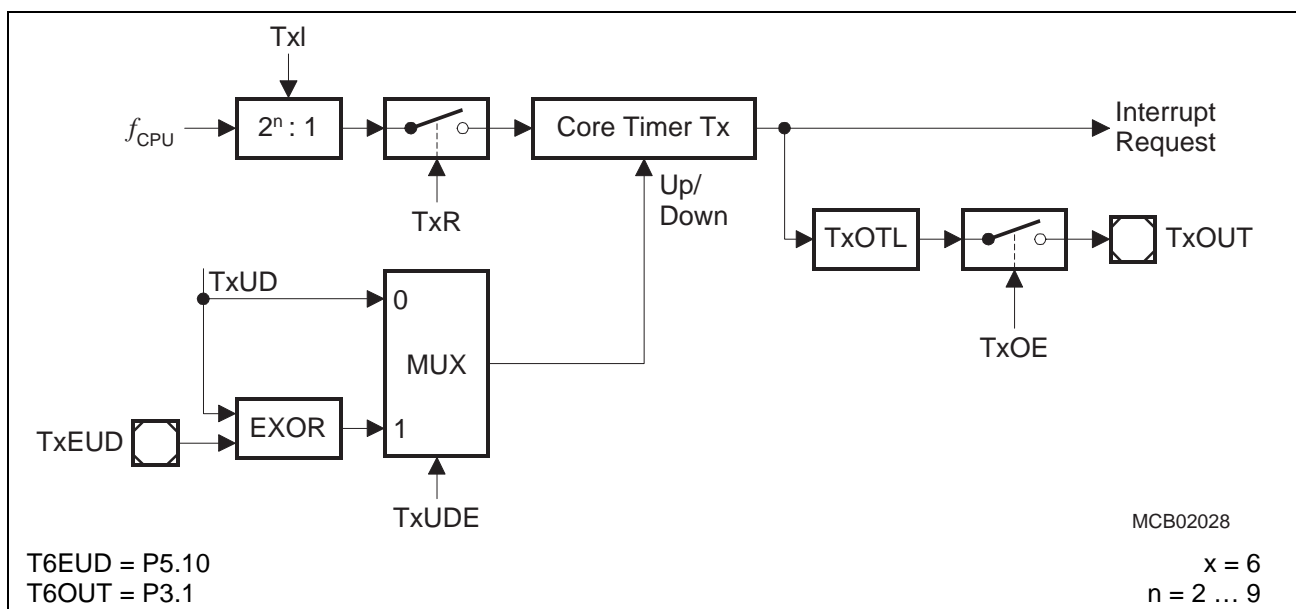 TxI
fCPU
2ⁿ : 1
Core Timer Tx
Interrupt
Request
TxR
Up/
Down
TxOTL
TxOUT
TxUD
0
MUX
TxOE
TxEUD
EXOR
1
TxUDE
MCB02028
T6EUD = P5.10
x = 6
T6OUT = P3.1
n = 2 … 9